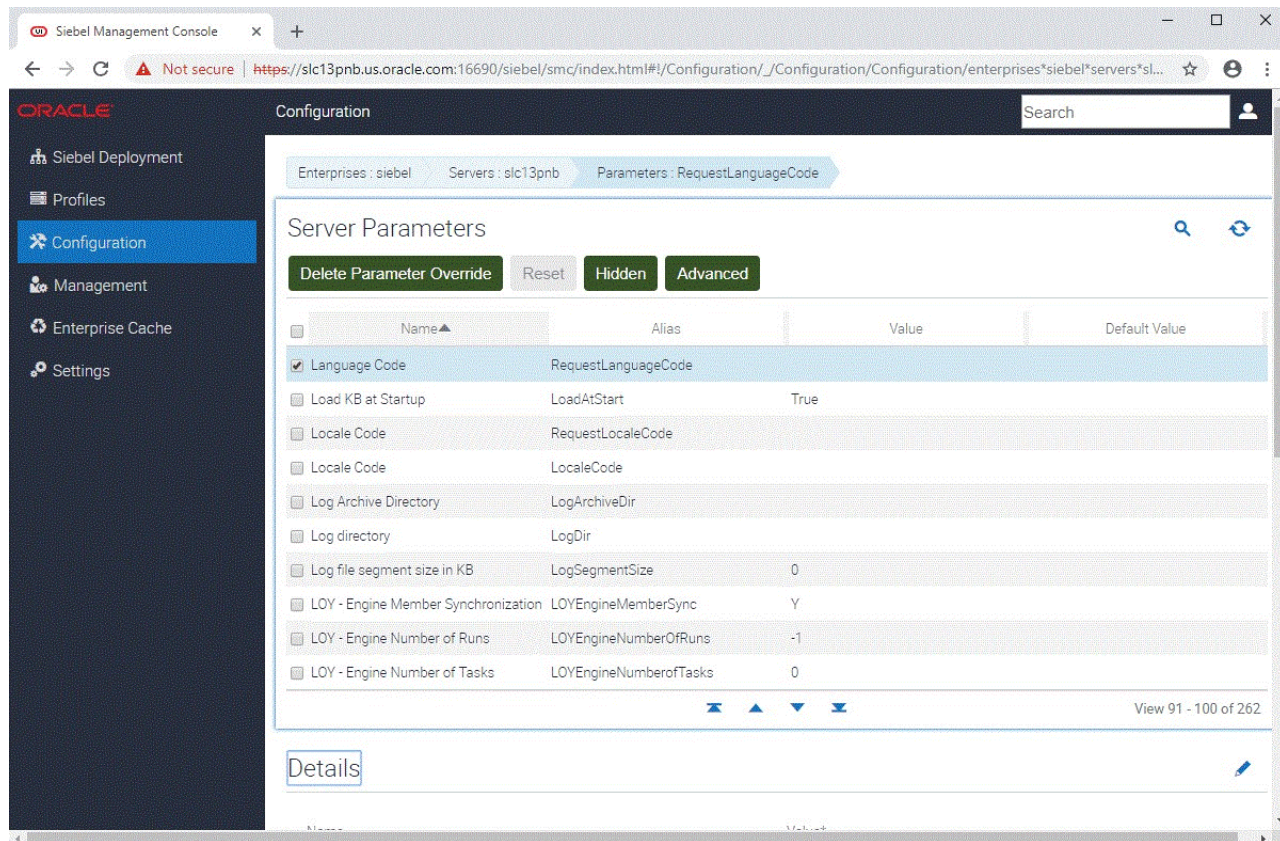 Siebel Management Console
Not secure | https://slc13pnb.us.oracle.com:16690/siebel/smc/index.html#!/Configuration/_/Configuration/Configuration/enterprises*siebel*servers*sl...
ORACLE
Configuration
Search
Siebel Deployment
Profiles
Configuration
Management
Enterprise Cache
Settings
Enterprises : siebel Servers : slc13pnb Parameters : RequestLanguageCode
Server Parameters
Delete Parameter Override Reset Hidden Advanced
Name Alias Value Default Value
Language Code RequestLanguageCode
Load KB at Startup LoadAtStart True
Locale Code RequestLocaleCode
Locale Code LocaleCode
Log Archive Directory LogArchiveDir
Log directory LogDir
Log file segment size in KB LogSegmentSize 0
LOY - Engine Member Synchronization LOYEngineMemberSync Y
LOY - Engine Number of Runs LOYEngineNumberOfRuns -1
LOY - Engine Number of Tasks LOYEngineNumberofTasks 0
View 91 - 100 of 262
Details
Name Value*